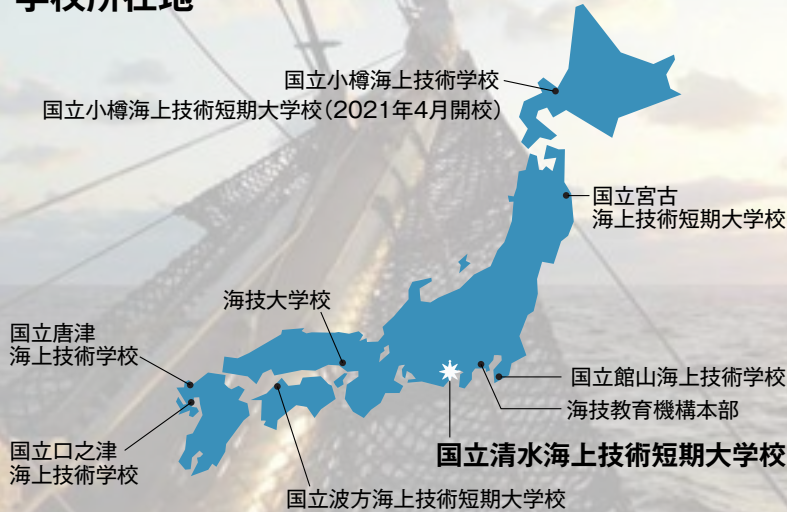 学校所在地
国立小樽海上技術学校
国立小樽海上技術短期大学校(2021年4月開校)
国立宮古
海上技術短期大学校
海技大学校
国立唐津
海上技術学校
国立館山海上技術学校
海技教育機構本部
国立清水海上技術短期大学校
国立口之津
海上技術学校
国立波方海上技術短期大学校